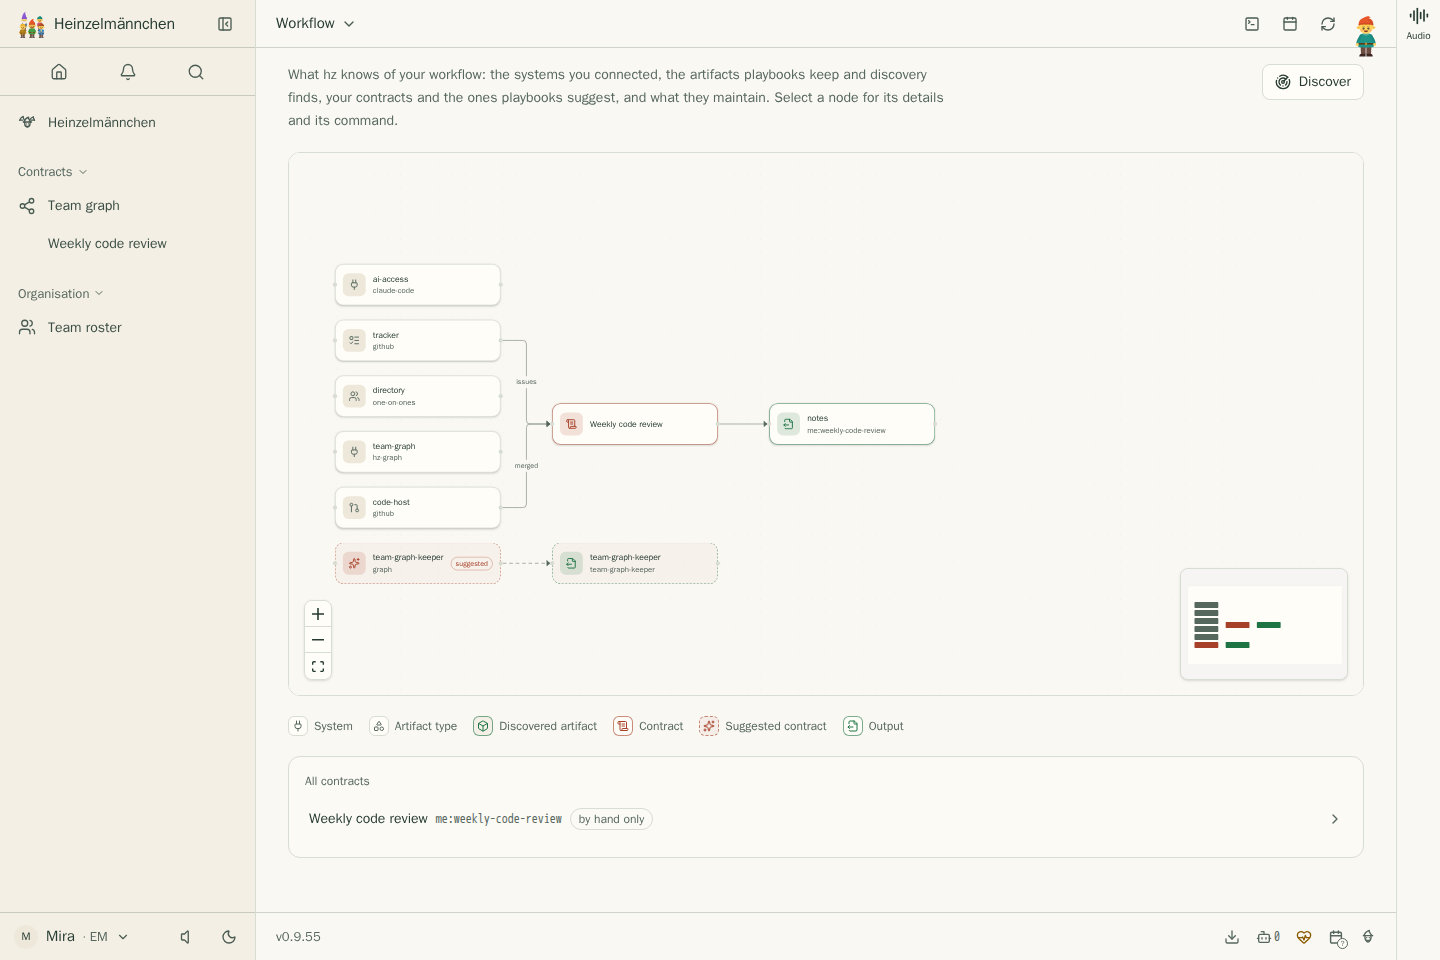 Heinzelmännchen
Workflow
Audio
Heinzelmännchen
Contracts
Team graph
Weekly code review
Organisation
Team roster
What hz knows of your workflow: the systems you connected, the artifacts playbooks keep and discovery
finds, your contracts and the ones playbooks suggest, and what they maintain. Select a node for its details
and its command.
Discover
ai-access
claude-code
tracker
github
issues
directory
one-on-ones
Weekly code review
notes
me:weekly-code-review
team-graph
hz-graph
merged
code-host
github
team-graph-keeper
graph
suggested
team-graph-keeper
team-graph-keeper
System
Artifact type
Discovered artifact
Contract
Suggested contract
Output
All contracts
Weekly code review me:weekly-code-review by hand only
M Mira · EM
v0.9.55
0
?